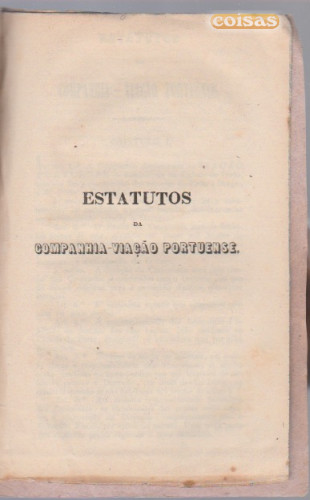 coisas
ESTATUTOS
DA
COMPANHIA-VIAÇÃO PORTUENSE.